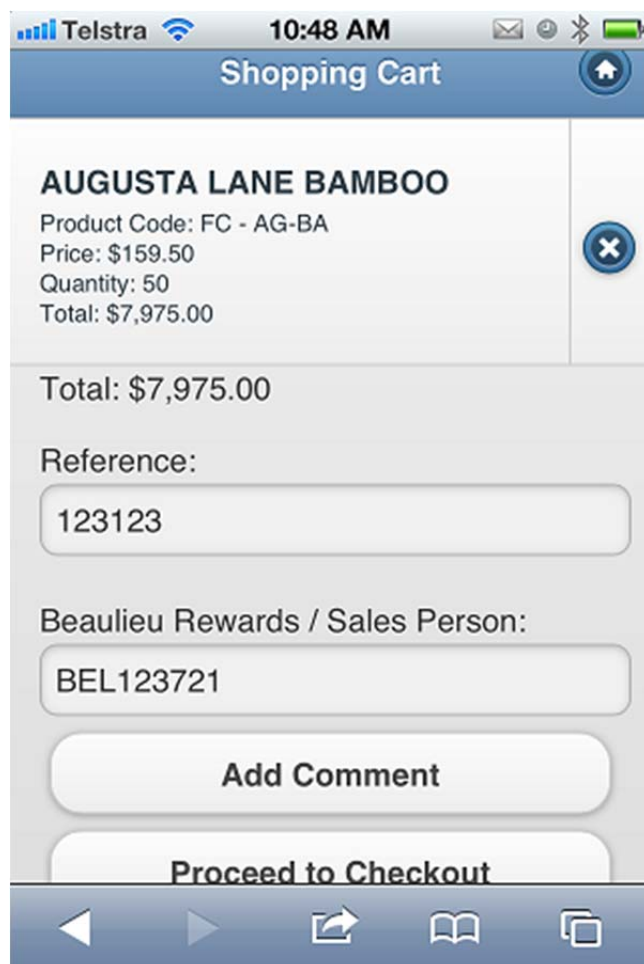 Telstra 10:48 AM
Shopping Cart
AUGUSTA LANE BAMBOO
Product Code: FC - AG-BA
Price: $159.50
Quantity: 50
Total: $7,975.00
Total: $7,975.00
Reference:
123123
Beaulieu Rewards / Sales Person:
BEL123721
Add Comment
Proceed to Checkout